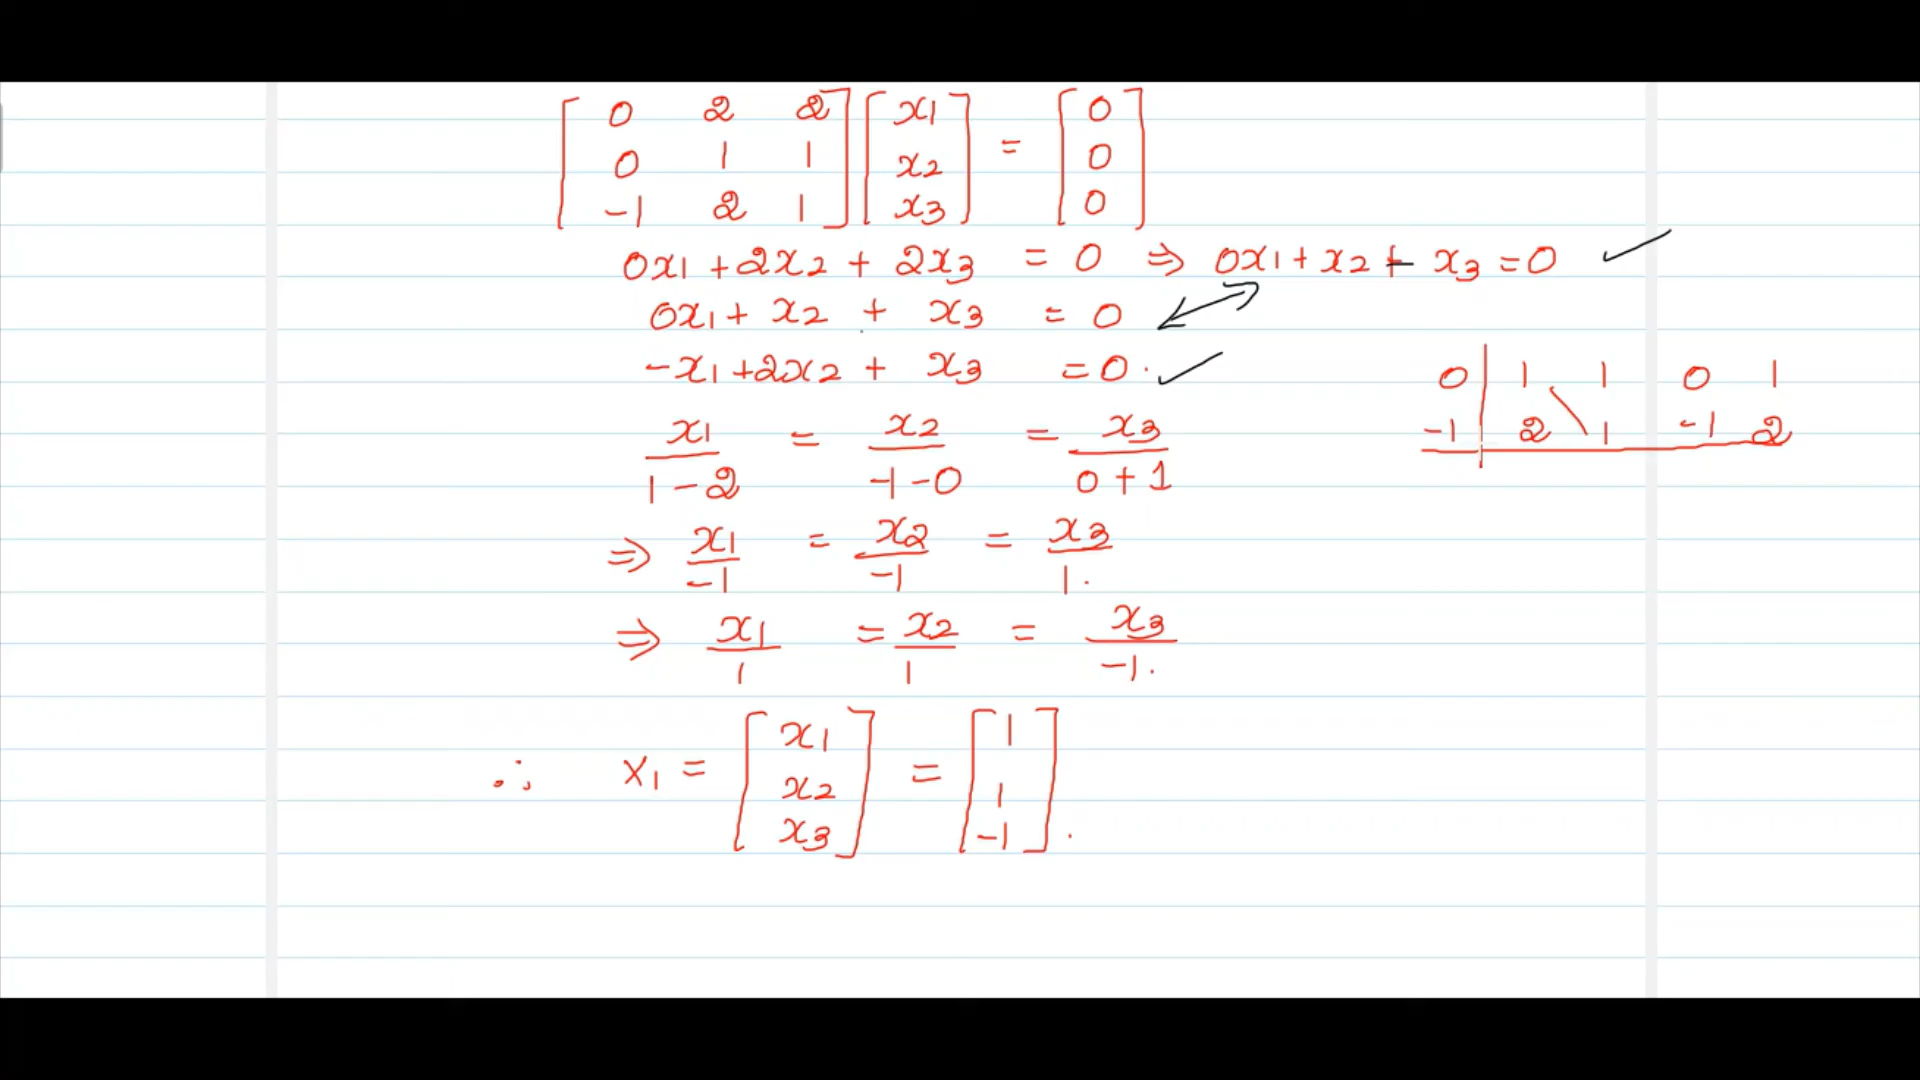 [ 0 2 2 ] [ x1 ] = [ 0 ]
[ 0 1 1 ] [ x2 ] [ 0 ]
[ -1 2 1 ] [ x3 ] [ 0 ]
0x1 + 2x2 + 2x3 = 0 ⇒ 0x1 + x2 + x3 = 0 ✓
0x1 + x2 + x3 = 0
-x1 + 2x2 + x3 = 0. ✓
0 | 1 1 0 1
-1 | 2 1 -1 2
x1/(1-2) = x2/(-1-0) = x3/(0+1)
⇒ x1/-1 = x2/-1 = x3/1.
⇒ x1/1 = x2/1 = x3/-1.
∴ X1 = [ x1 ] = [ 1 ]
[ x2 ] [ 1 ]
[ x3 ] [ -1 ].